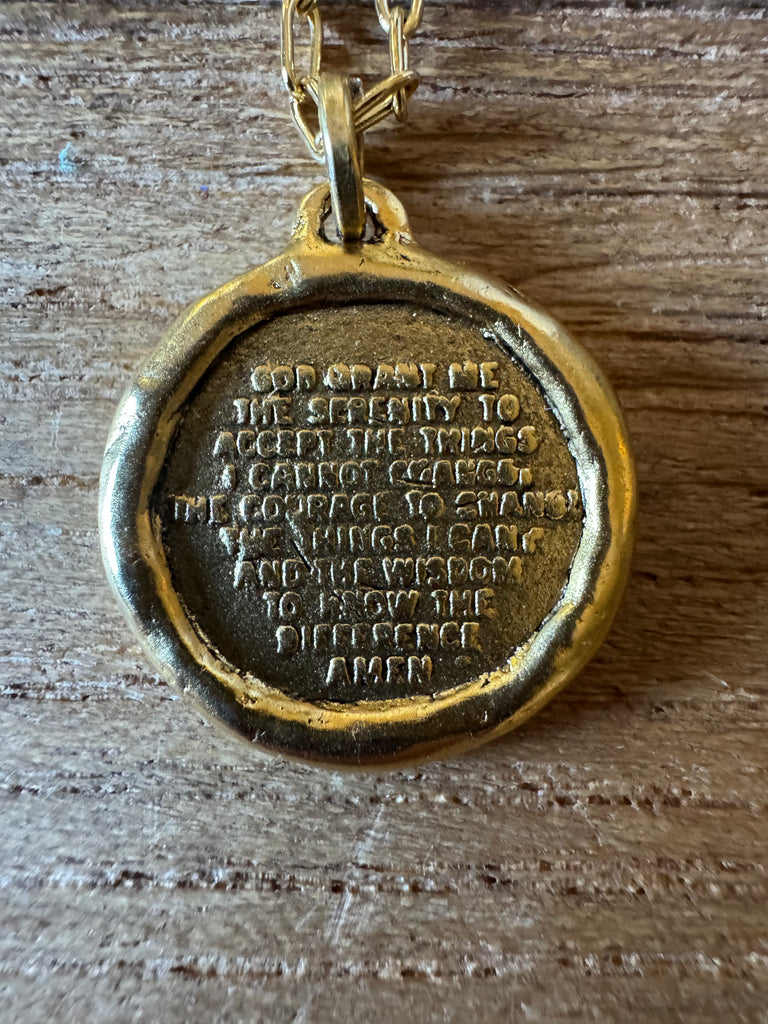 GOD GRANT ME
THE SERENITY TO
ACCEPT THE THINGS
I CANNOT CHANGE,
THE COURAGE TO CHANGE
THE THINGS I CAN,
AND THE WISDOM
TO KNOW THE
DIFFERENCE
AMEN